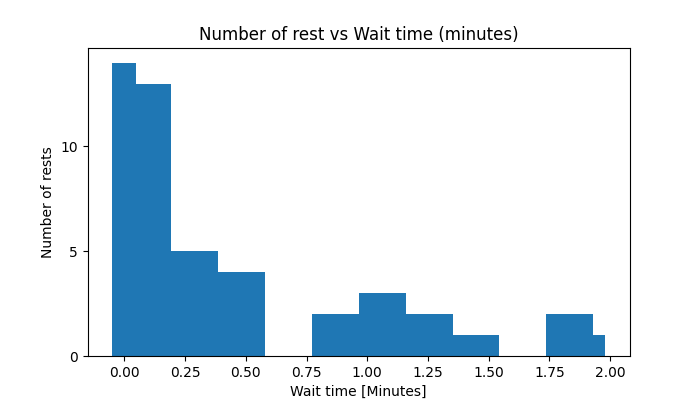 Number of rest vs Wait time (minutes)
Number of rests
10
5
0
0.00 0.25 0.50 0.75 1.00 1.25 1.50 1.75 2.00
Wait time [Minutes]